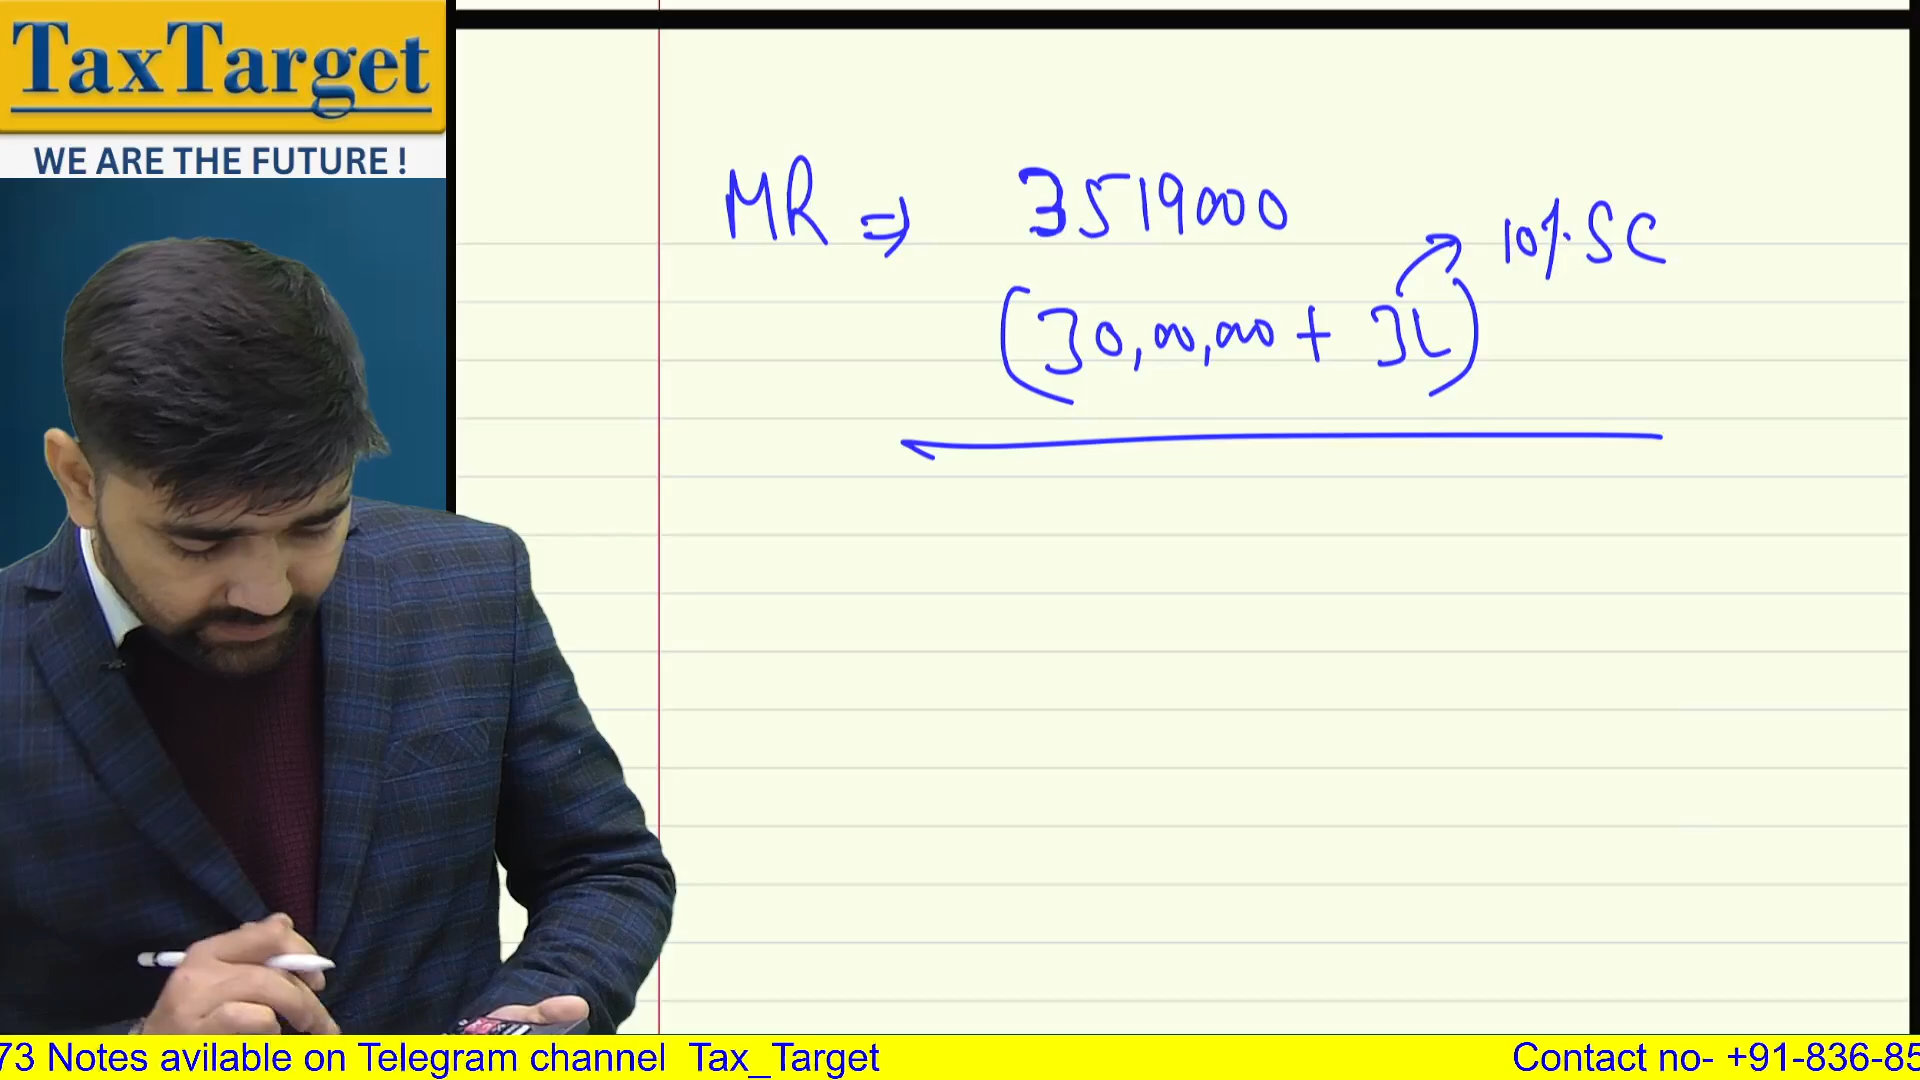 TaxTarget
WE ARE THE FUTURE !
MR ⇒ 3519000
10% SC
(30,00,000 + 3L)
73 Notes avilable on Telegram channel Tax_Target
Contact no- +91-836-85